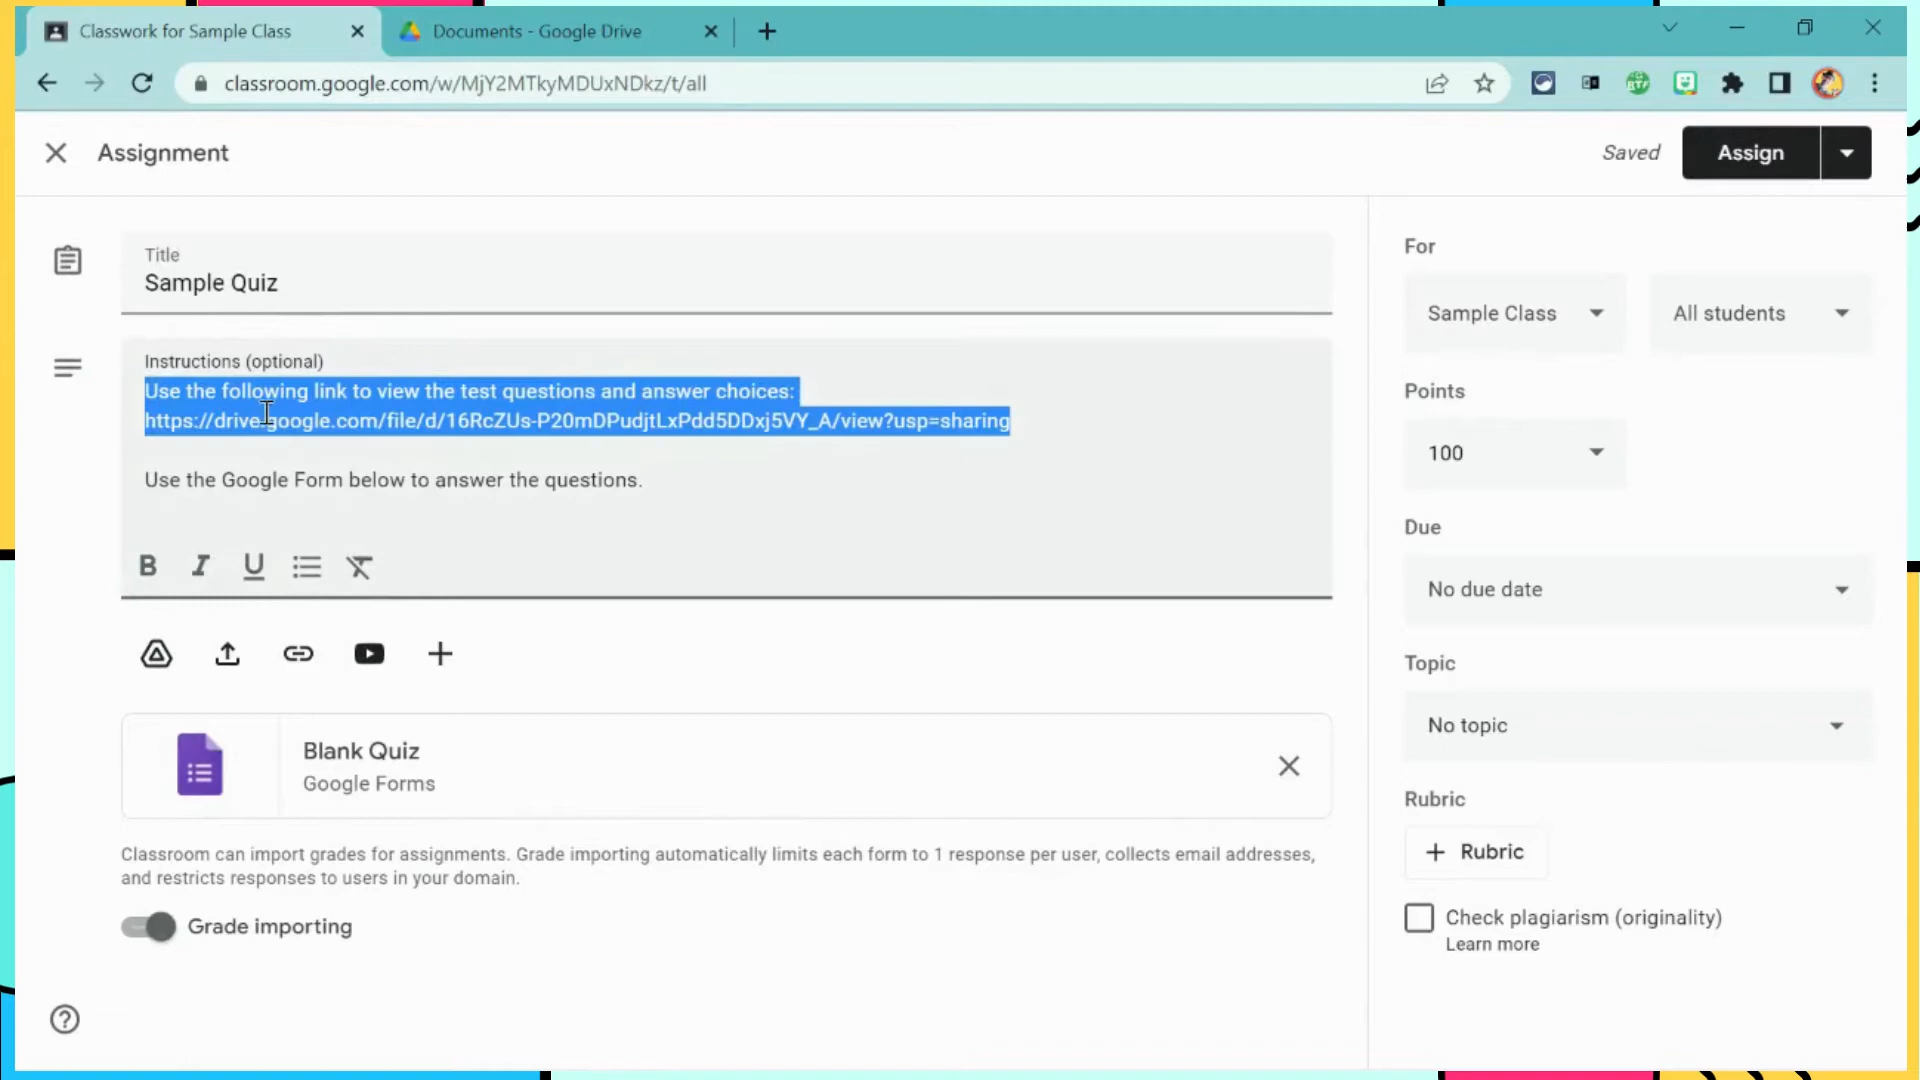 Classwork for Sample Class
Documents - Google Drive
classroom.google.com/w/MjY2MTkyMDUxNDkz/t/all
Assignment
Saved
Assign
Title
Sample Quiz
Instructions (optional)
Use the following link to view the test questions and answer choices:
https://drive.google.com/file/d/16RcZUs-P20mDPudjtLxPdd5DDxj5VY_A/view?usp=sharing
Use the Google Form below to answer the questions.
B I U
Blank Quiz
Google Forms
Classroom can import grades for assignments. Grade importing automatically limits each form to 1 response per user, collects email addresses,
and restricts responses to users in your domain.
Grade importing
For
Sample Class
All students
Points
100
Due
No due date
Topic
No topic
Rubric
+ Rubric
Check plagiarism (originality)
Learn more